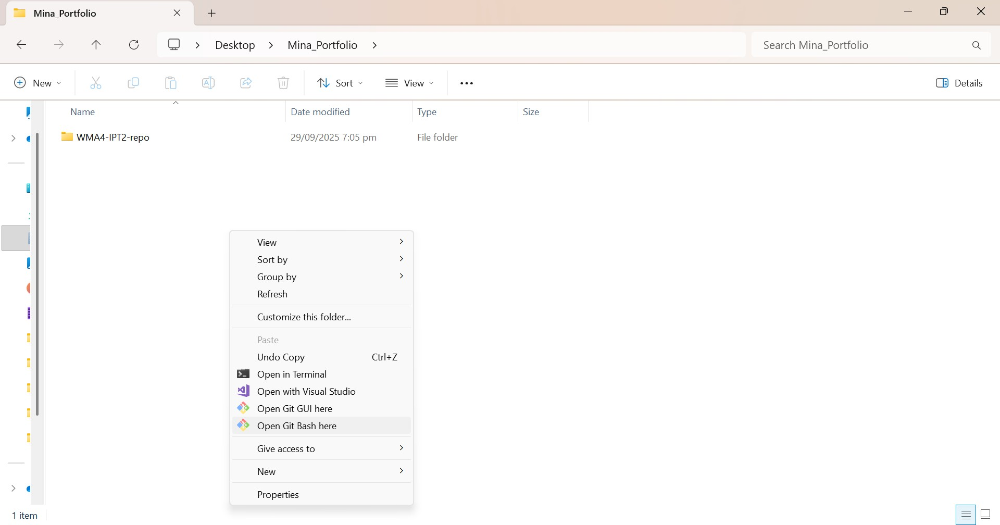 Mina_Portfolio
Desktop > Mina_Portfolio >
Search Mina_Portfolio
New
Sort
View
Details
Name Date modified Type Size
WMA4-IPT2-repo 29/09/2025 7:05 pm File folder
View
Sort by
Group by
Refresh
Customize this folder...
Paste
Undo Copy Ctrl+Z
Open in Terminal
Open with Visual Studio
Open Git GUI here
Open Git Bash here
Give access to
New
Properties
1 item